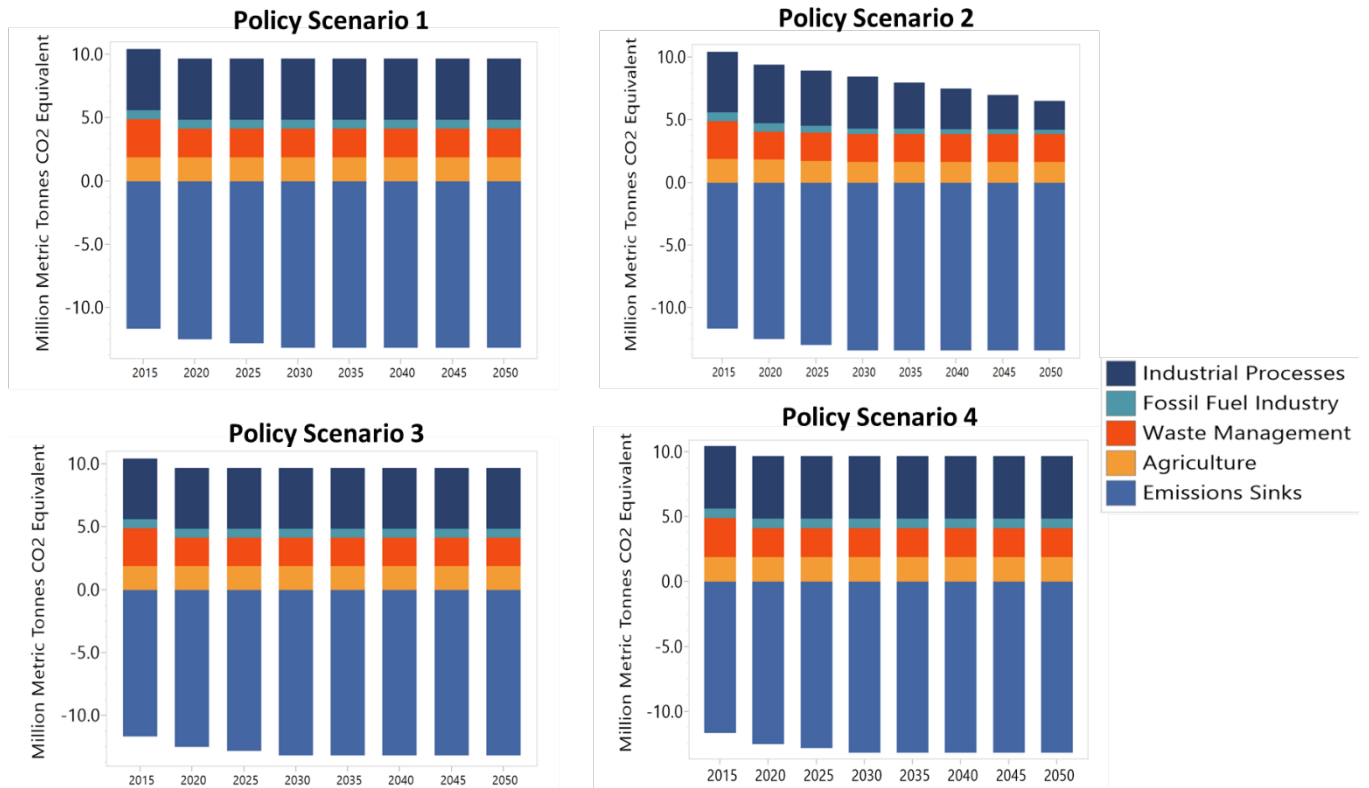 Policy Scenario 1
Million Metric Tonnes CO2 Equivalent
10.0
5.0
0.0
-5.0
-10.0
2015 2020 2025 2030 2035 2040 2045 2050
Policy Scenario 2
Million Metric Tonnes CO2 Equivalent
10.0
5.0
0.0
-5.0
-10.0
2015 2020 2025 2030 2035 2040 2045 2050
Policy Scenario 3
Million Metric Tonnes CO2 Equivalent
10.0
5.0
0.0
-5.0
-10.0
2015 2020 2025 2030 2035 2040 2045 2050
Policy Scenario 4
Million Metric Tonnes CO2 Equivalent
10.0
5.0
0.0
-5.0
-10.0
2015 2020 2025 2030 2035 2040 2045 2050
Industrial Processes
Fossil Fuel Industry
Waste Management
Agriculture
Emissions Sinks